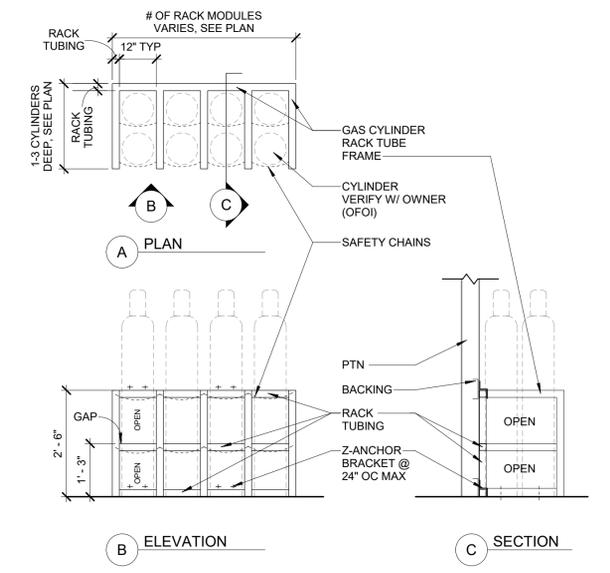 # OF RACK MODULES
VARIES, SEE PLAN
RACK
TUBING
12" TYP
1-3 CYLINDERS
DEEP, SEE PLAN
RACK
TUBING
GAS CYLINDER
RACK TUBE
FRAME
CYLINDER
VERIFY W/ OWNER
(OFOI)
B
C
A PLAN
SAFETY CHAINS
PTN
BACKING
GAP
OPEN
RACK
TUBING
OPEN
2' - 6"
1' - 3"
OPEN
Z-ANCHOR
BRACKET @
24" OC MAX
OPEN
B ELEVATION
C SECTION